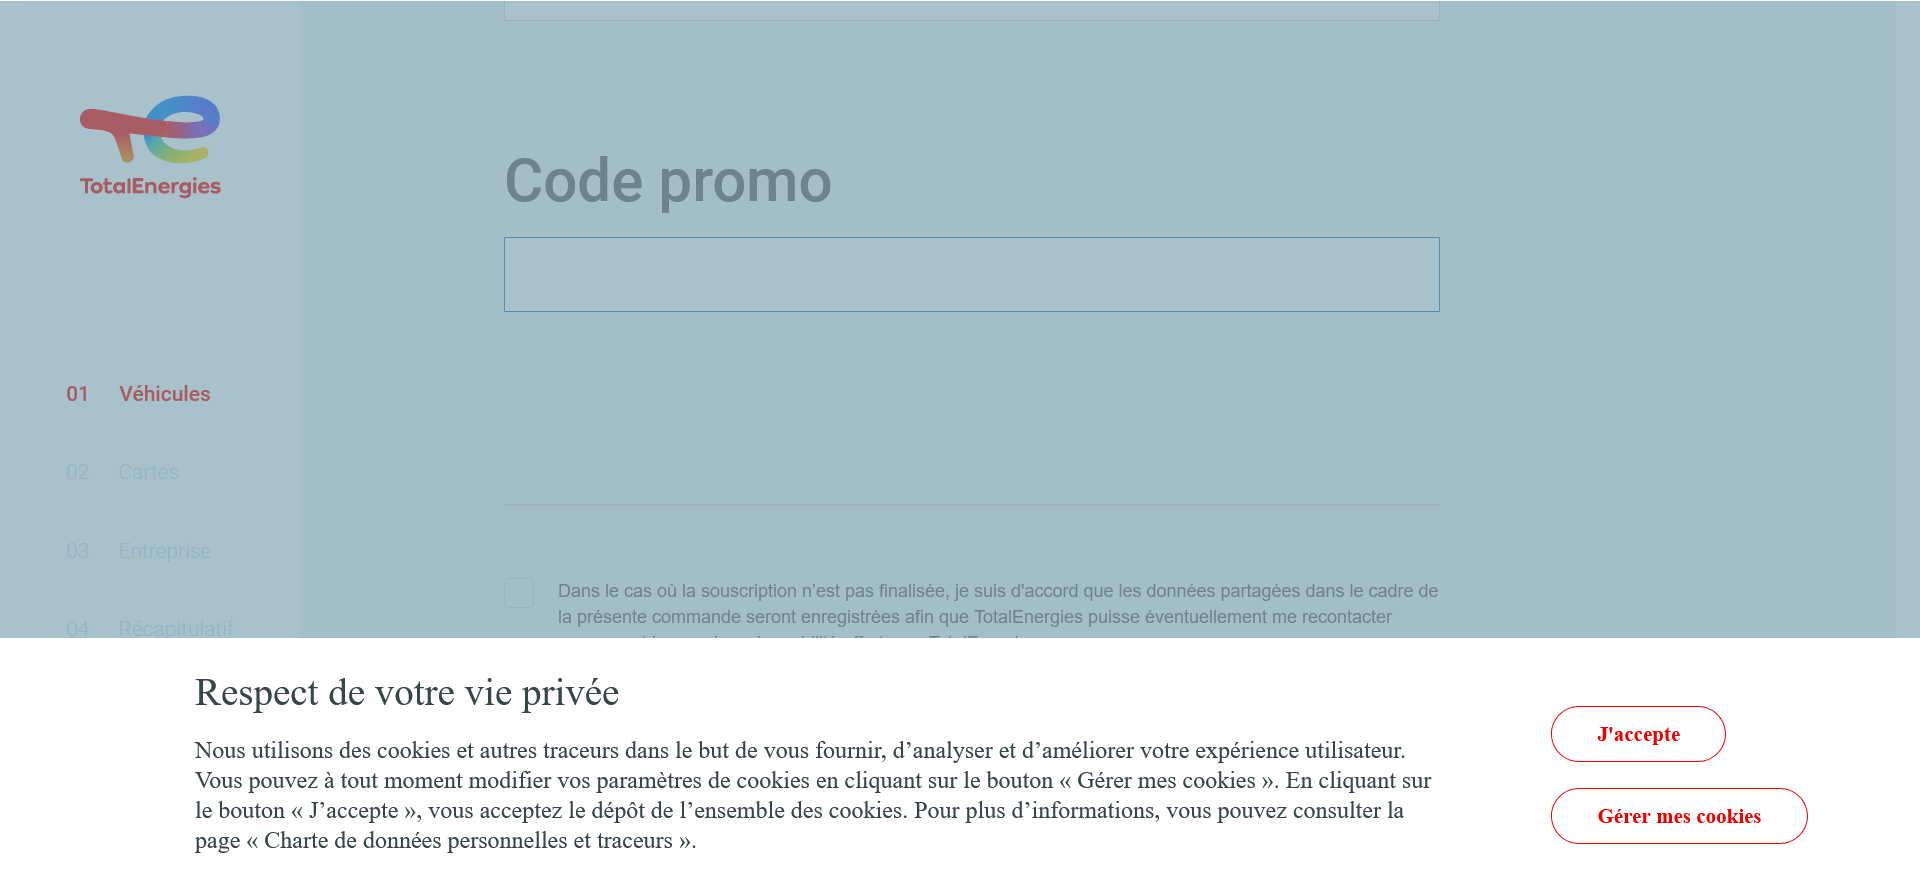 TotalEnergies
Code promo
01 Véhicules
02 Cartes
03 Entreprise
04 Récapitulatif
Dans le cas où la souscription n’est pas finalisée, je suis d'accord que les données partagées dans le cadre de
la présente commande seront enregistrées afin que TotalEnergies puisse éventuellement me recontacter
Respect de votre vie privée
Nous utilisons des cookies et autres traceurs dans le but de vous fournir, d’analyser et d’améliorer votre expérience utilisateur.
Vous pouvez à tout moment modifier vos paramètres de cookies en cliquant sur le bouton « Gérer mes cookies ». En cliquant sur
le bouton « J’accepte », vous acceptez le dépôt de l’ensemble des cookies. Pour plus d’informations, vous pouvez consulter la
page « Charte de données personnelles et traceurs ».
J'accepte
Gérer mes cookies